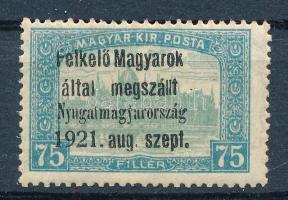 MAGYAR·KIR·POSTA
Felkelő Magyarok
által megszállt
Nyugatmagyarország
1921. aug. szept.
75 FILLÉR 75